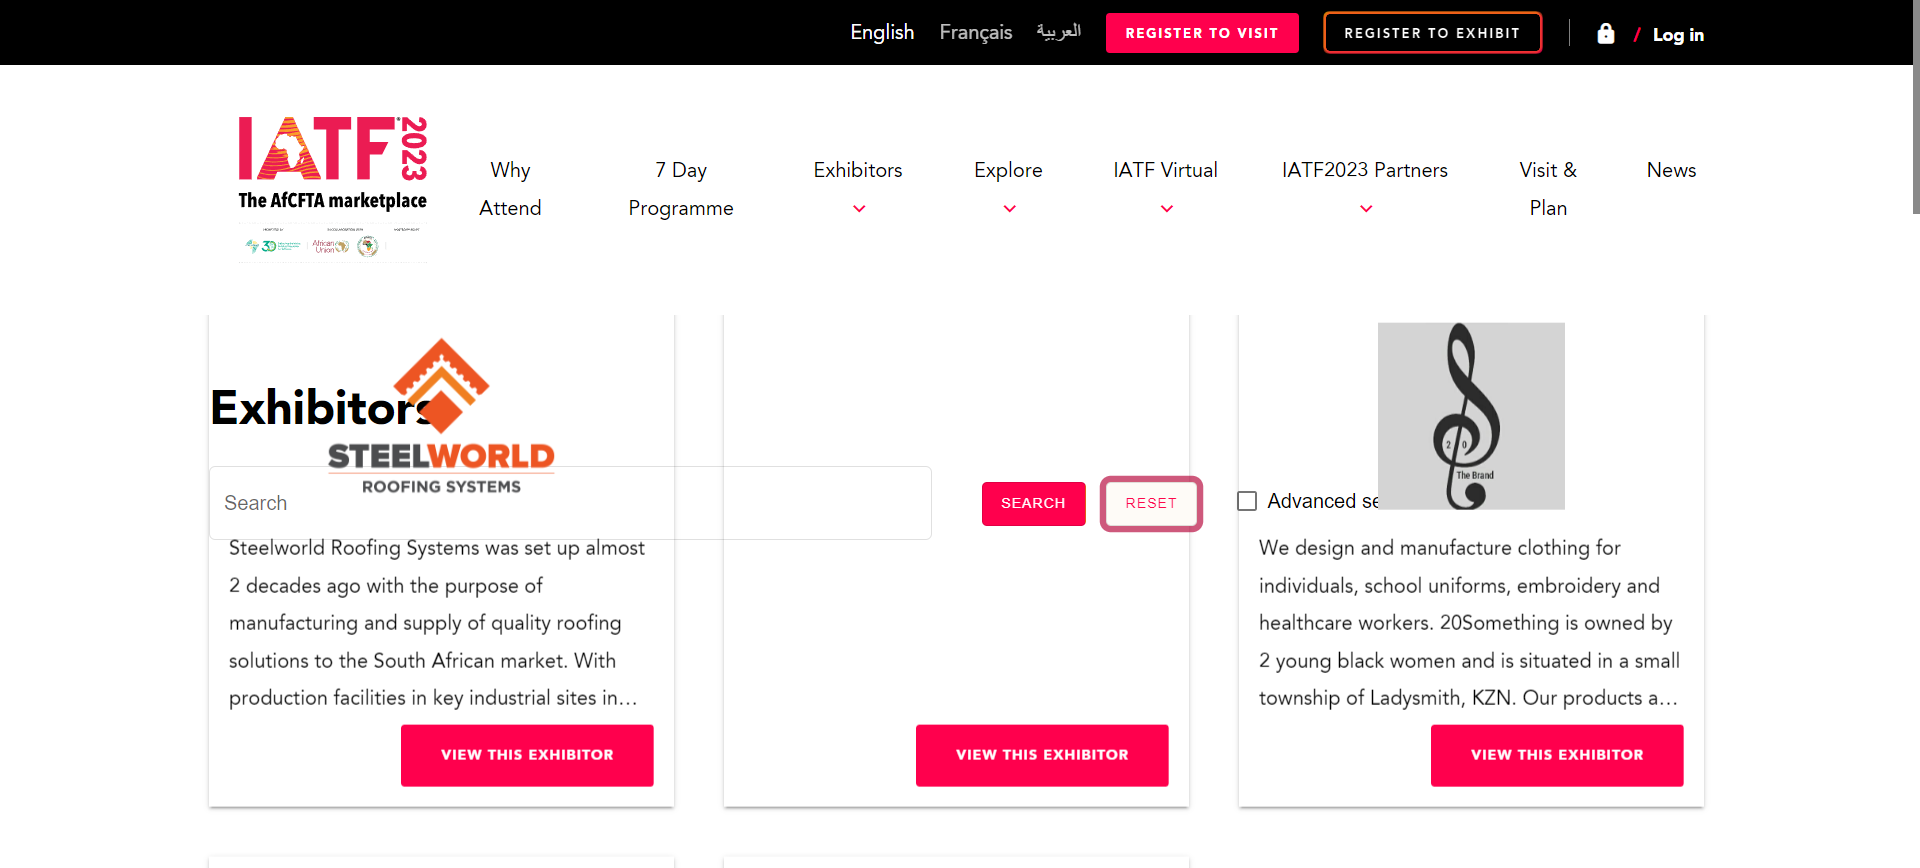 English Français العربية REGISTER TO VISIT REGISTER TO EXHIBIT / Log in
IATF 2023
The AfCFTA marketplace
African Union
Why Attend
7 Day Programme
Exhibitors
Explore
IATF Virtual
IATF2023 Partners
Visit & Plan
News
Exhibitors
STEELWORLD
ROOFING SYSTEMS
20
The Brand
Search
SEARCH
RESET
Advanced se
Steelworld Roofing Systems was set up almost
2 decades ago with the purpose of
manufacturing and supply of quality roofing
solutions to the South African market. With
production facilities in key industrial sites in...
VIEW THIS EXHIBITOR
VIEW THIS EXHIBITOR
We design and manufacture clothing for
individuals, school uniforms, embroidery and
healthcare workers. 20Something is owned by
2 young black women and is situated in a small
township of Ladysmith, KZN. Our products a...
VIEW THIS EXHIBITOR